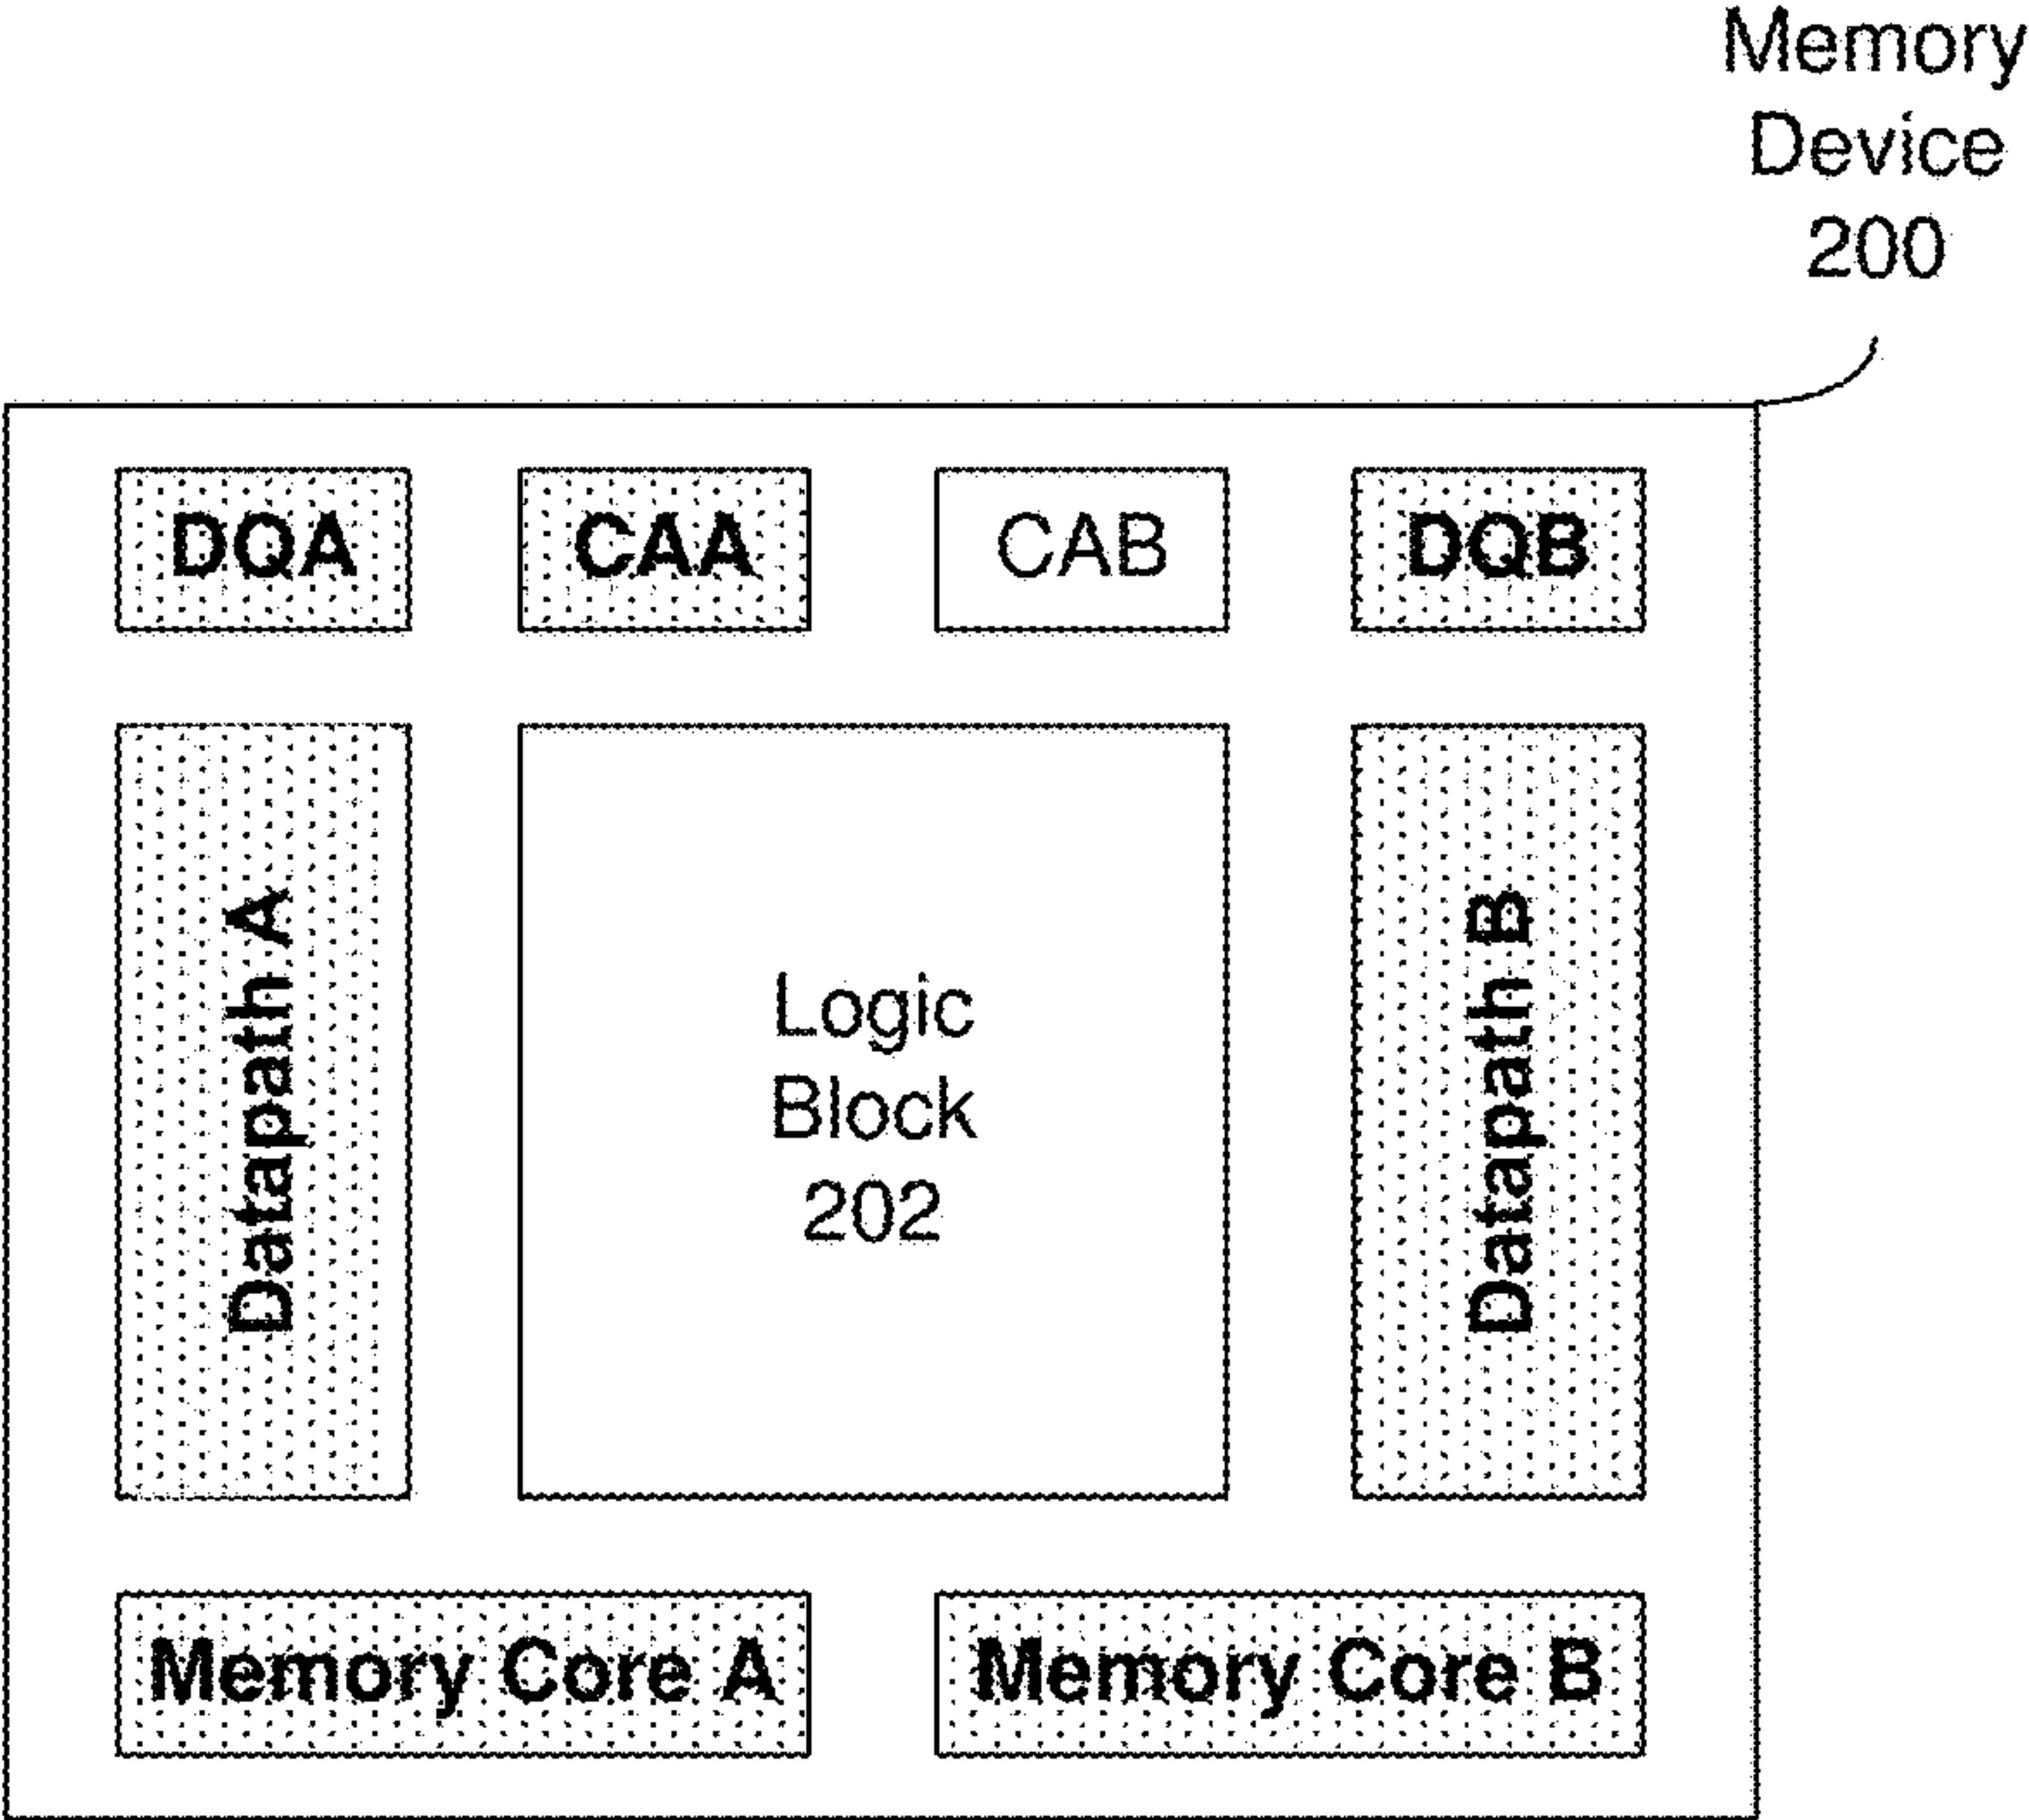 Memory
Device
200
DQA
CAA
CAB
DQB
Datapath A
Logic
Block
202
Datapath B
Memory Core A
Memory Core B